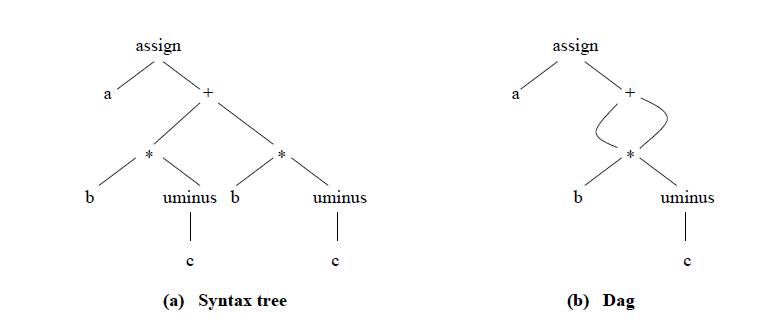 assign assign
a + a +
* * *
b uminus b uminus b uminus
c c c
(a) Syntax tree (b) Dag